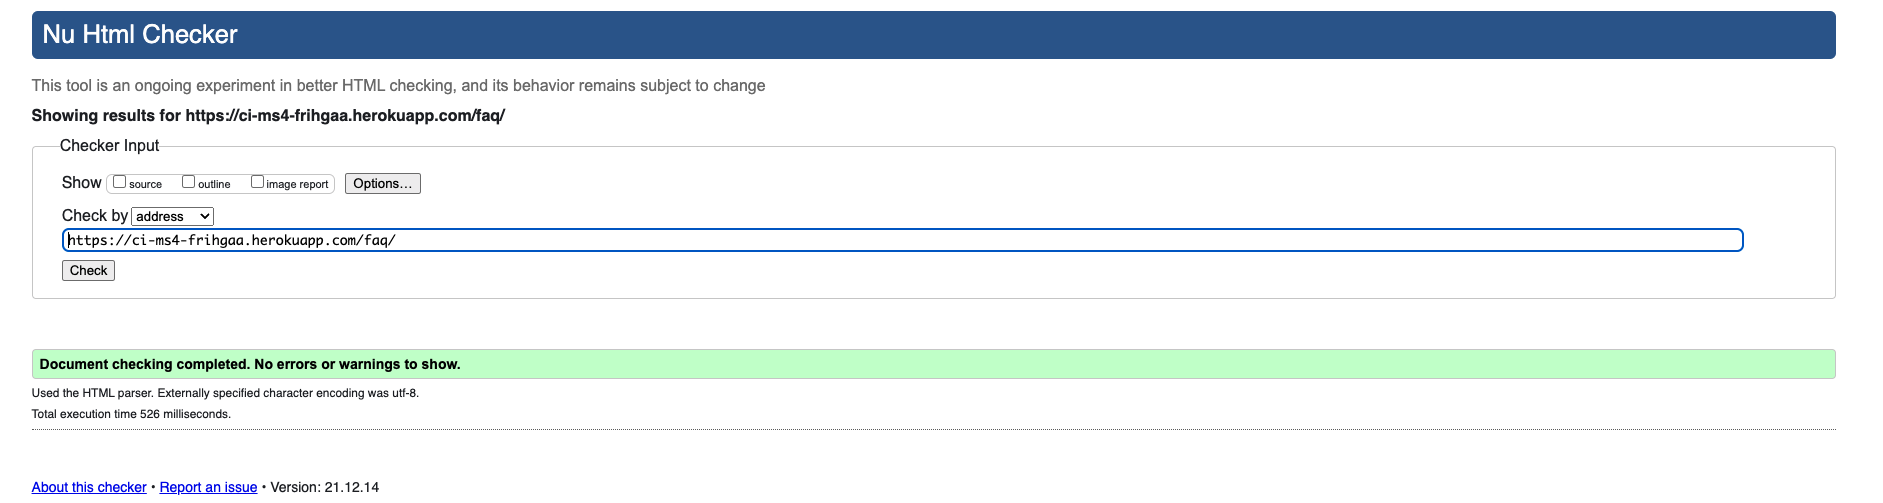 Nu Html Checker
This tool is an ongoing experiment in better HTML checking, and its behavior remains subject to change
Showing results for https://ci-ms4-frihgaa.herokuapp.com/faq/
Checker Input
Show source outline image report Options...
Check by address
https://ci-ms4-frihgaa.herokuapp.com/faq/
Check
Document checking completed. No errors or warnings to show.
Used the HTML parser. Externally specified character encoding was utf-8.
Total execution time 526 milliseconds.
About this checker • Report an issue • Version: 21.12.14